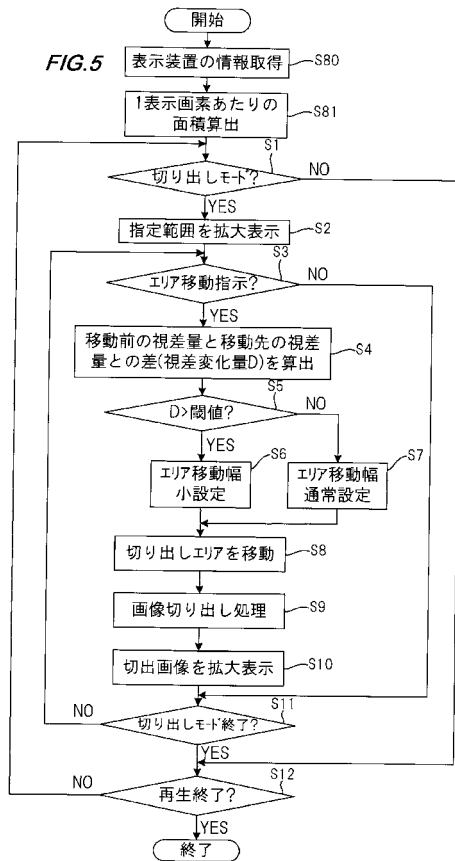 FIG.5
開始
表示装置の情報取得
S80
1表示画素あたりの
面積算出
S81
S1
切り出しモード?
NO
YES
指定範囲を拡大表示
S2
S3
エリア移動指示?
NO
YES
移動前の視差量と移動先の視差
量との差(視差変化量D)を算出
S4
S5
D>閾値?
NO
YES
S6
エリア移動幅
小設定
S7
エリア移動幅
通常設定
切り出しエリアを移動
S8
画像切り出し処理
S9
切出画像を拡大表示
S10
S11
切り出しモード終了?
NO
YES
S12
再生終了?
NO
YES
終了